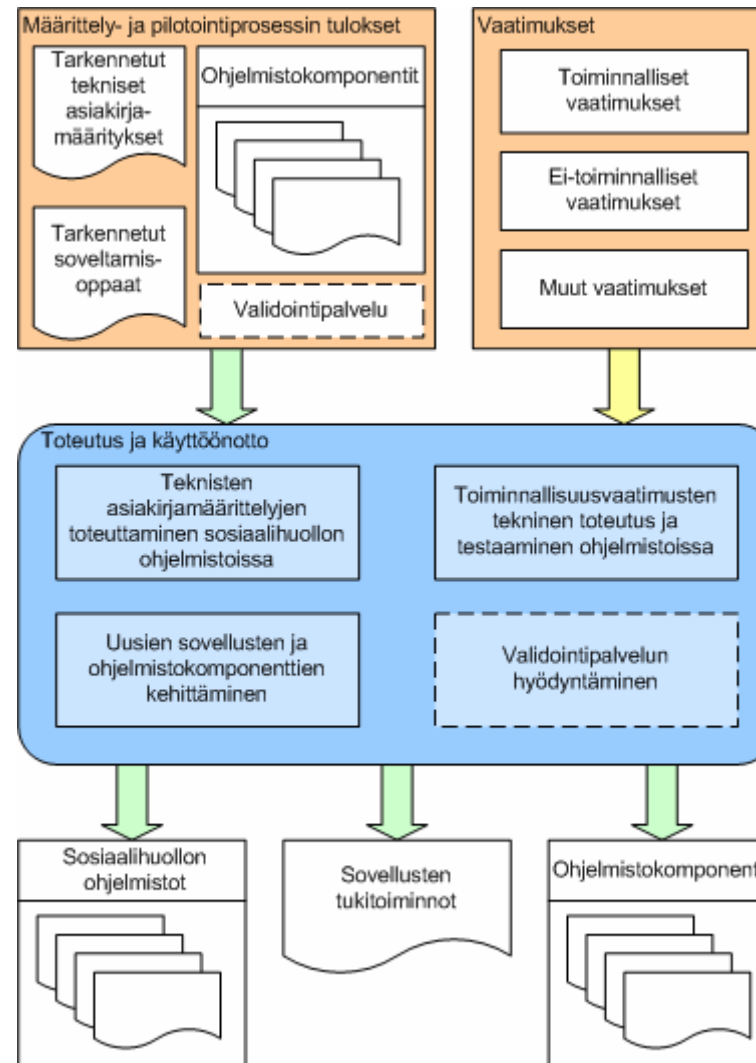 Määrittely- ja pilotointiprosessin tulokset
Tarkennetut
tekniset
asiakirja-
määritykset
Ohjelmistokomponentit
Tarkennetut
soveltamis-
oppaat
Validointipalvelu
Vaatimukset
Toiminnalliset
vaatimukset
Ei-toiminnalliset
vaatimukset
Muut vaatimukset
Toteutus ja käyttöönotto
Teknisten
asiakirjamäärittelyjen
toteuttaminen sosiaalihuollon
ohjelmistoissa
Toiminnallisuusvaatimusten
tekninen toteutus ja
testaaminen ohjelmistoissa
Uusien sovellusten ja
ohjelmistokomponenttien
kehittäminen
Validointipalvelun
hyödyntäminen
Sosiaalihuollon
ohjelmistot
Sovellusten
tukitoiminnot
Ohjelmistokomponent